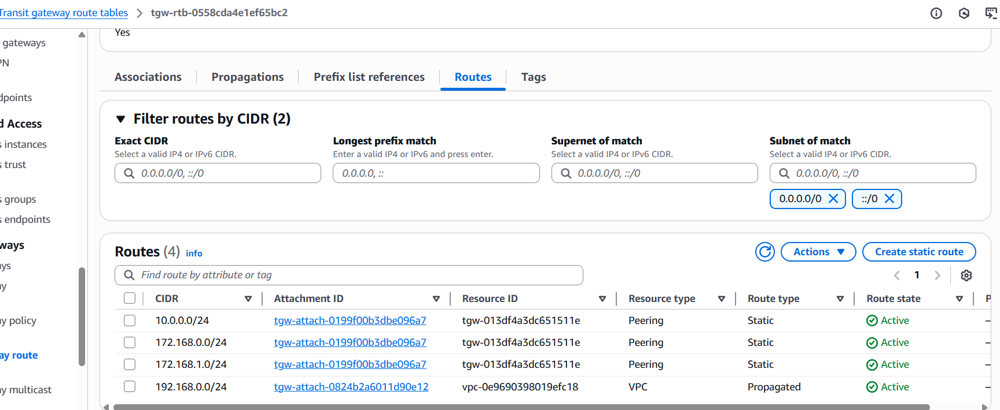 Transit gateway route tables > tgw-rtb-0558cda4e1ef65bc2
Yes
gateways
PN
dpoints
d Access
s instances
s trust
s groups
s endpoints
ways
ays
ay
ay policy
ay route
ay multicast
Associations Propagations Prefix list references Routes Tags
Filter routes by CIDR (2)
Exact CIDR Longest prefix match Supernet of match Subnet of match
Select a valid IP4 or IPv6 CIDR. Enter a valid IP4 or IPv6 and press enter. Select a valid IP4 or IPv6 CIDR. Select a valid IP4 or IPv6 CIDR.
0.0.0.0/0, ::/0 0.0.0.0, :: 0.0.0.0/0, ::/0 0.0.0.0/0, ::/0
0.0.0.0/0 ::/0
Routes (4) info Actions Create static route
Find route by attribute or tag 1
CIDR Attachment ID Resource ID Resource type Route type Route state P
10.0.0.0/24 tgw-attach-0199f00b3dbe096a7 tgw-013df4a3dc651511e Peering Static Active –
172.168.0.0/24 tgw-attach-0199f00b3dbe096a7 tgw-013df4a3dc651511e Peering Static Active –
172.168.1.0/24 tgw-attach-0199f00b3dbe096a7 tgw-013df4a3dc651511e Peering Static Active –
192.168.0.0/24 tgw-attach-0824b2a6011d90e12 vpc-0e9690398019efc18 VPC Propagated Active –